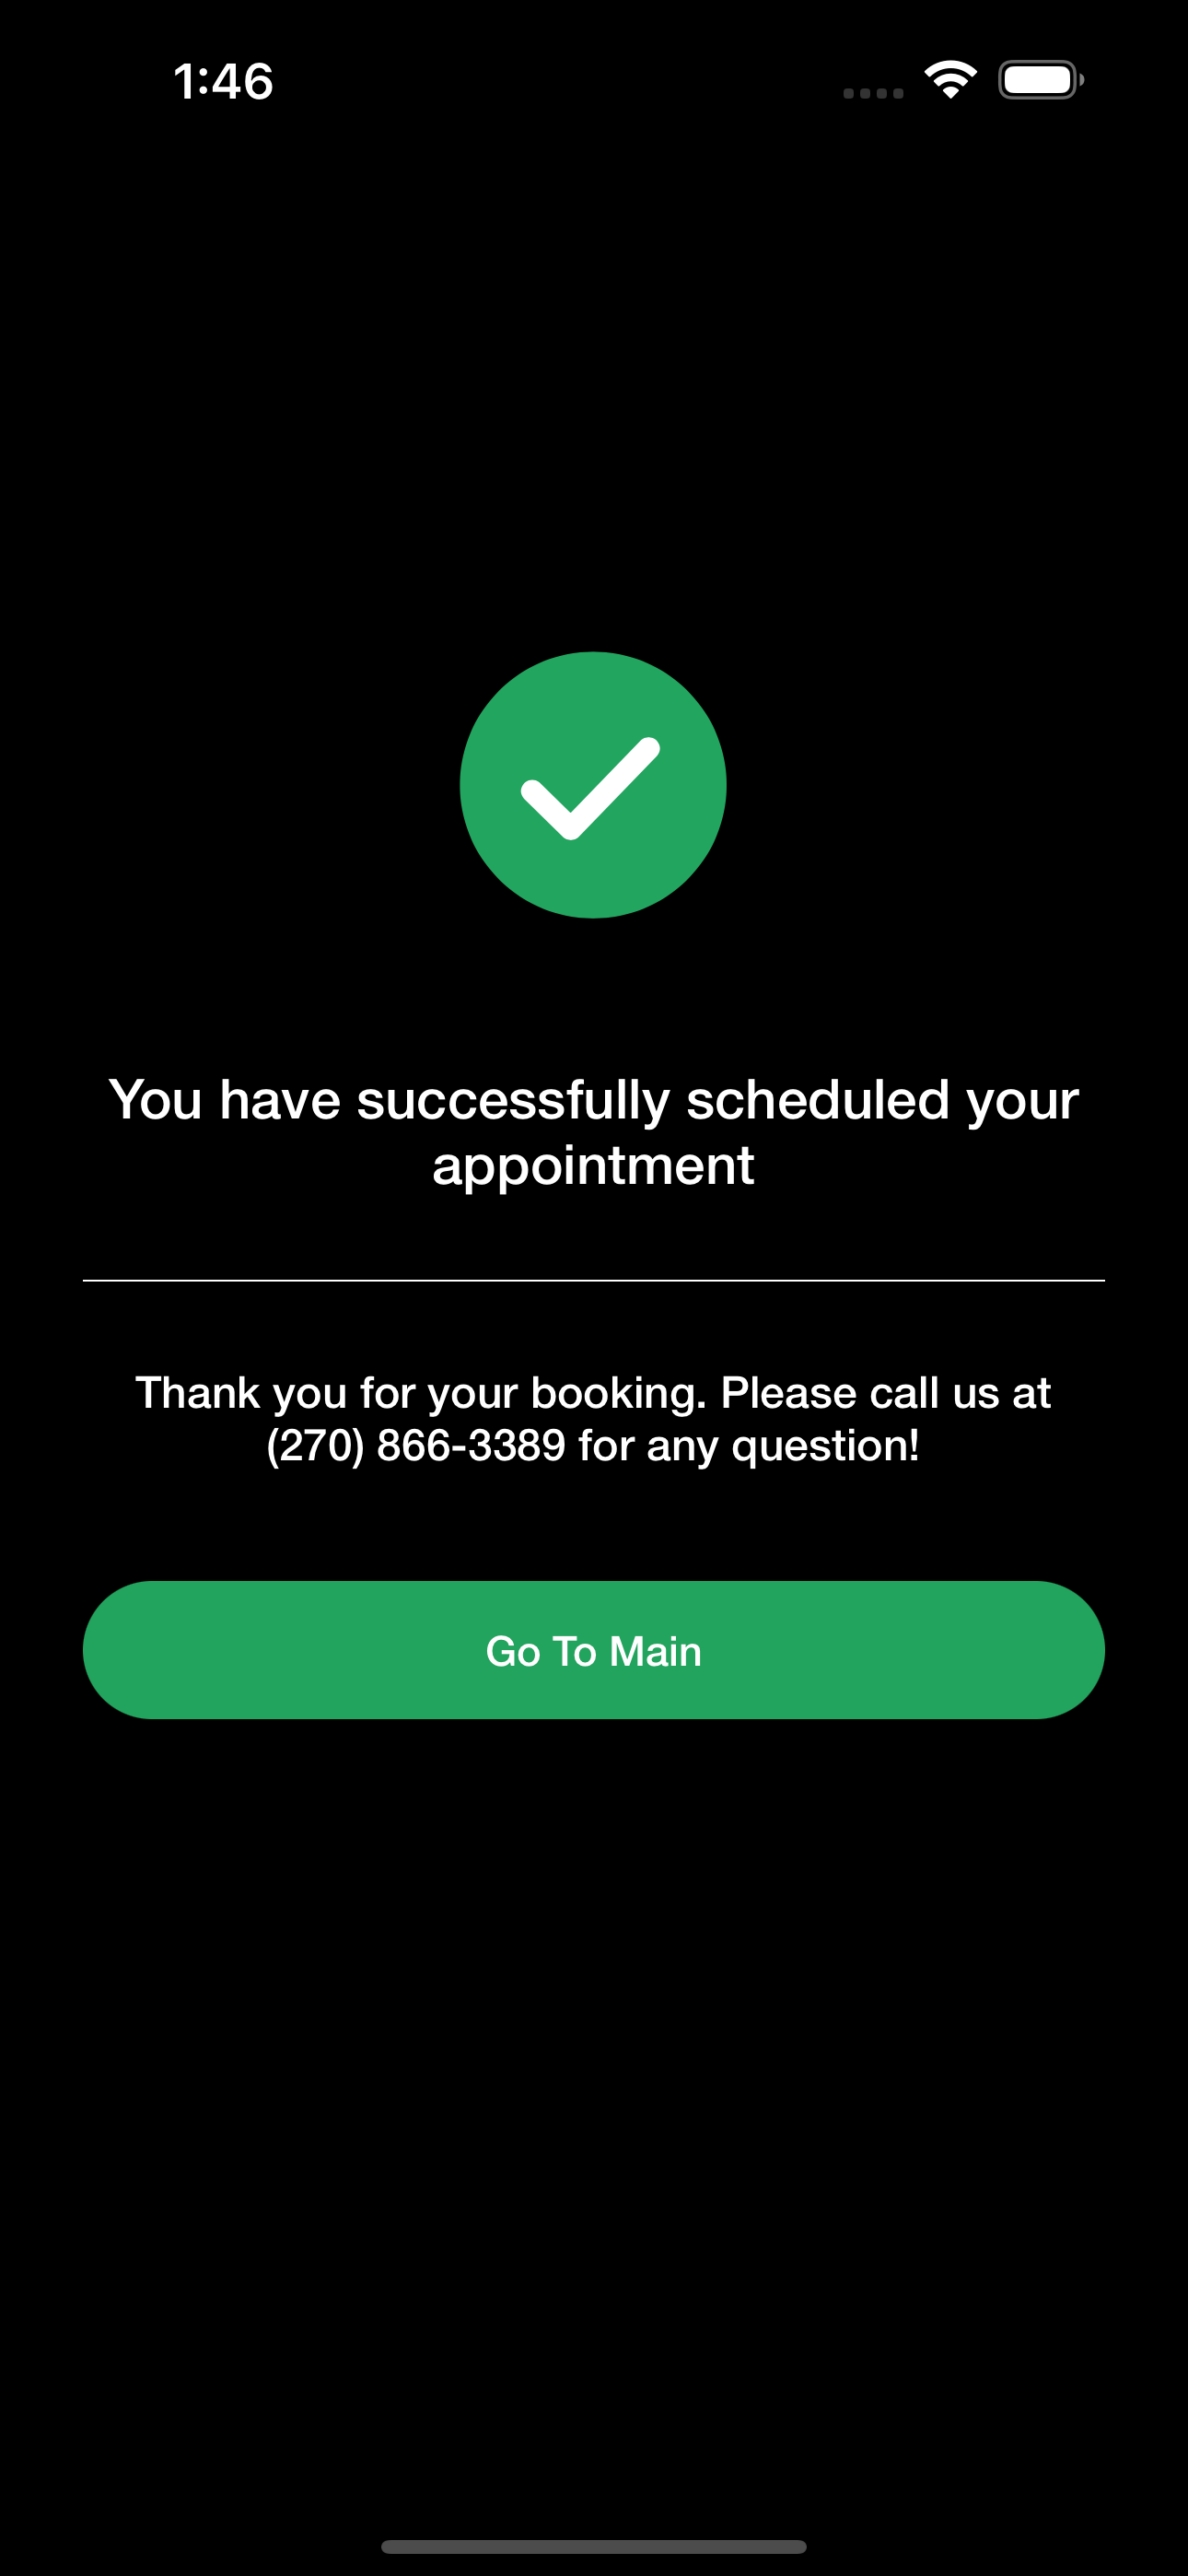 1:46
You have successfully scheduled your
appointment
Thank you for your booking. Please call us at
(270) 866-3389 for any question!
Go To Main